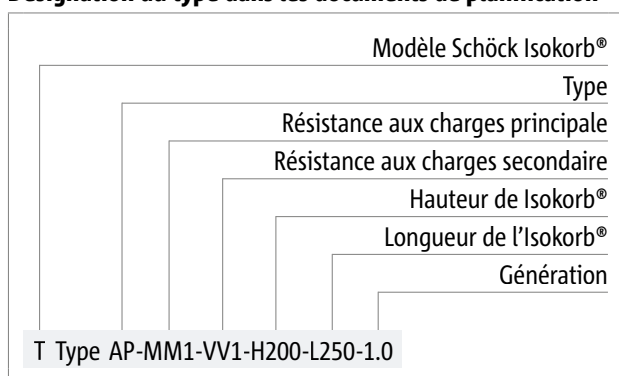 Désignation du type dans les documents de planification
Modèle Schöck Isokorb®
Type
Résistance aux charges principale
Résistance aux charges secondaire
Hauteur de Isokorb®
Longueur de l'Isokorb®
Génération
T Type AP-MM1-VV1-H200-L250-1.0